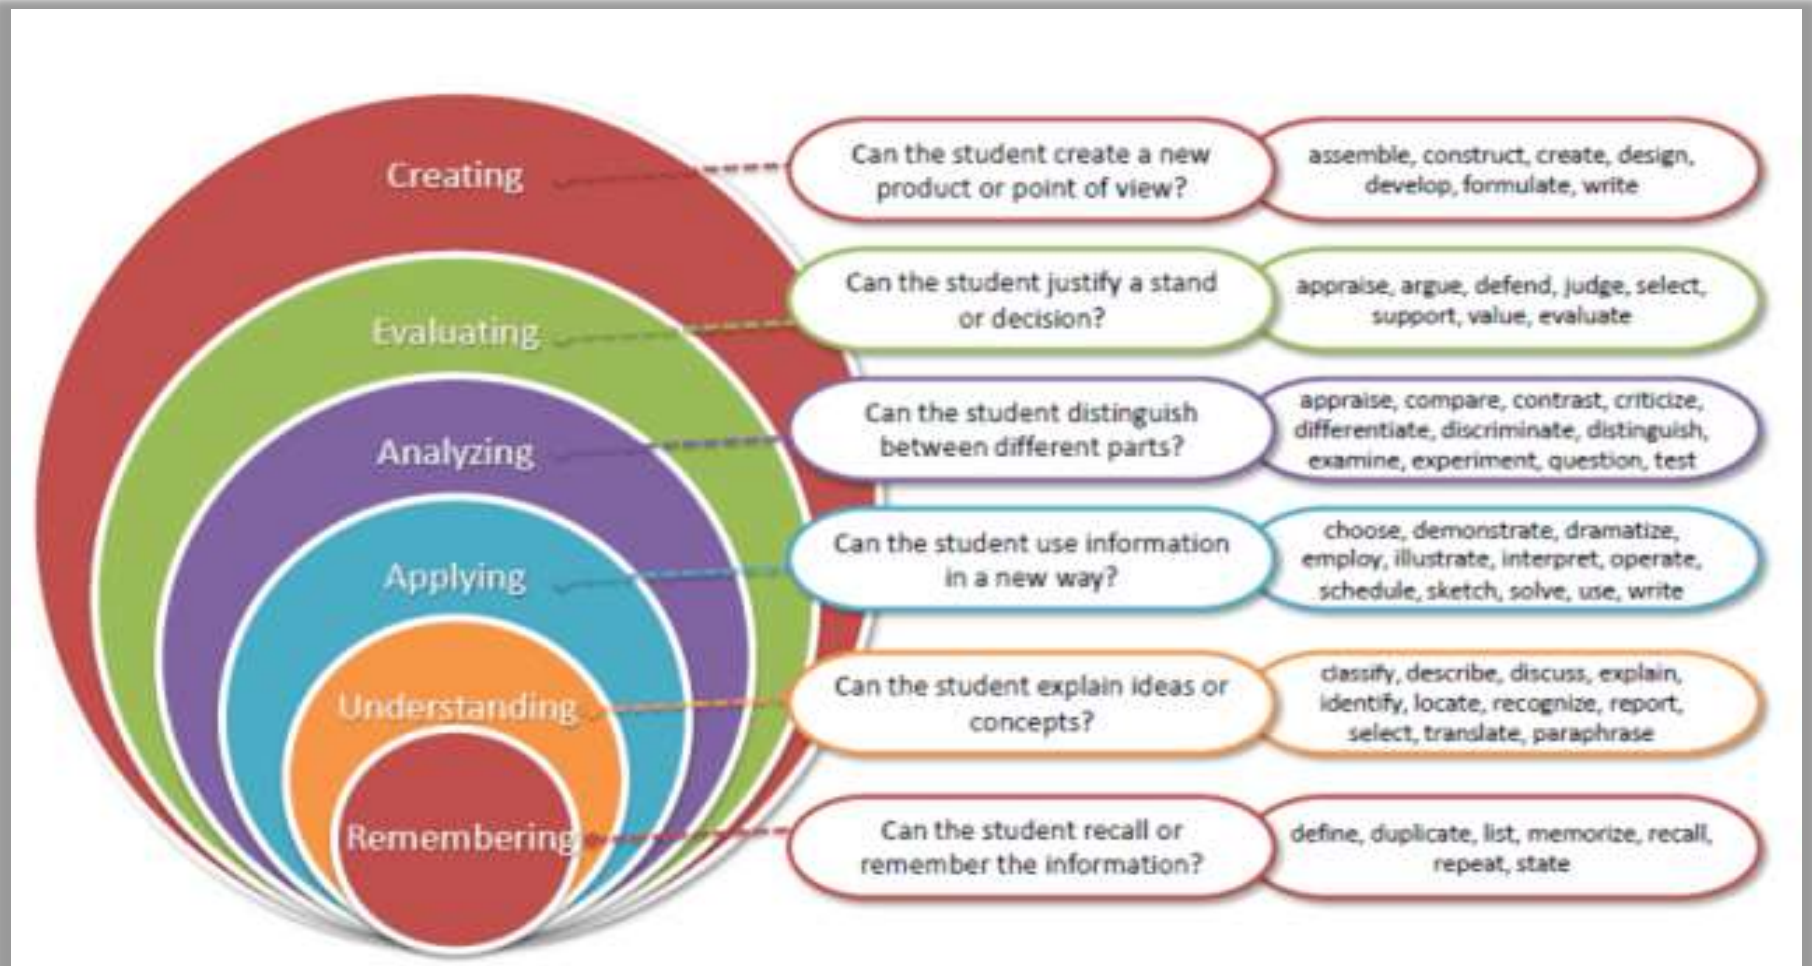 Creating
Can the student create a new
product or point of view?
assemble, construct, create, design,
develop, formulate, write
Evaluating
Can the student justify a stand
or decision?
appraise, argue, defend, judge, select,
support, value, evaluate
Analyzing
Can the student distinguish
between different parts?
appraise, compare, contrast, criticize,
differentiate, discriminate, distinguish,
examine, experiment, question, test
Applying
Can the student use information
in a new way?
choose, demonstrate, dramatize,
employ, illustrate, interpret, operate,
schedule, sketch, solve, use, write
Understanding
Can the student explain ideas or
concepts?
classify, describe, discuss, explain,
identify, locate, recognize, report,
select, translate, paraphrase
Remembering
Can the student recall or
remember the information?
define, duplicate, list, memorize, recall,
repeat, state